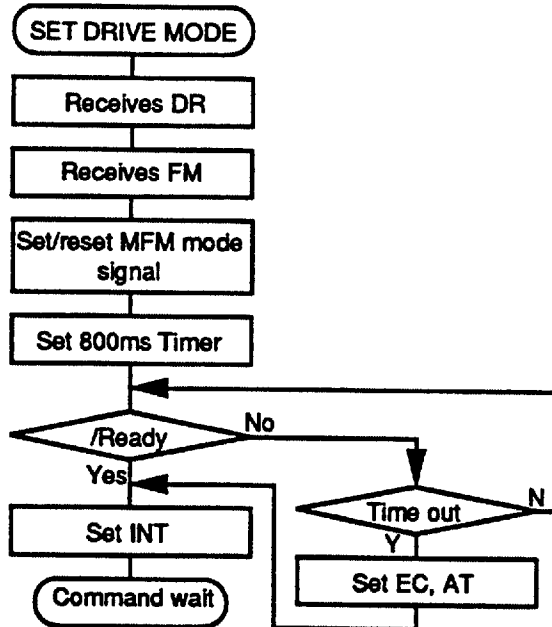 SET DRIVE MODE
Receives DR
Receives FM
Set/reset MFM mode
signal
Set 800ms Timer
/Ready
No
Yes
Time out
N
Y
Set INT
Set EC, AT
Command wait